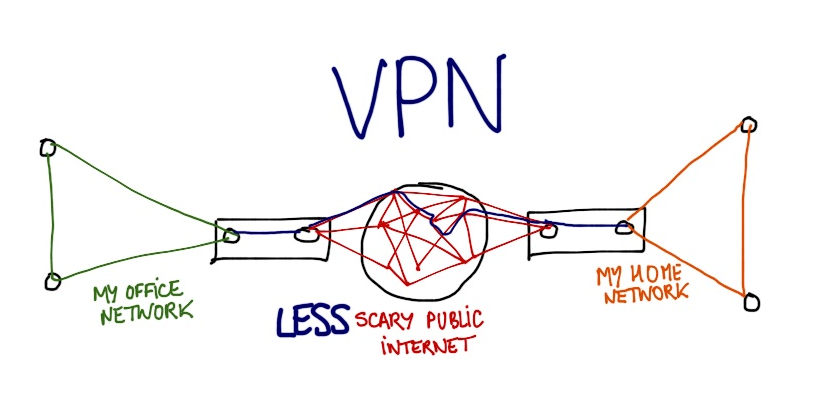 VPN
MY OFFICE
NETWORK
MY HOME
NETWORK
LESS SCARY PUBLIC
INTERNET